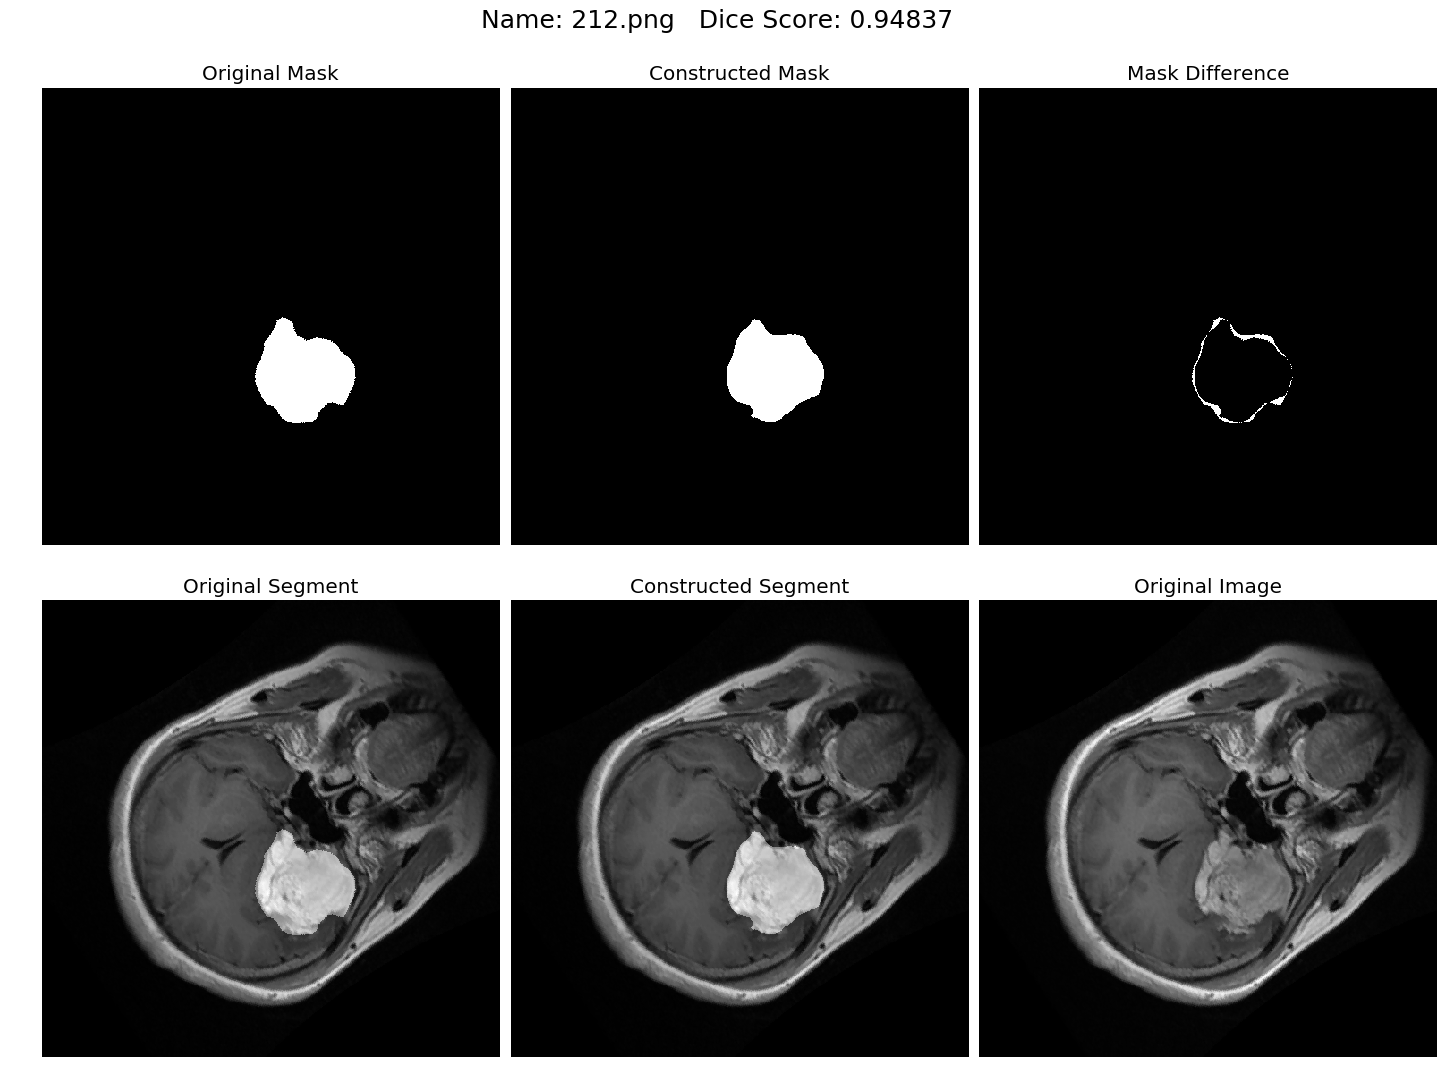 Name: 212.png   Dice Score: 0.94837
Original Mask
Constructed Mask
Mask Difference
Original Segment
Constructed Segment
Original Image